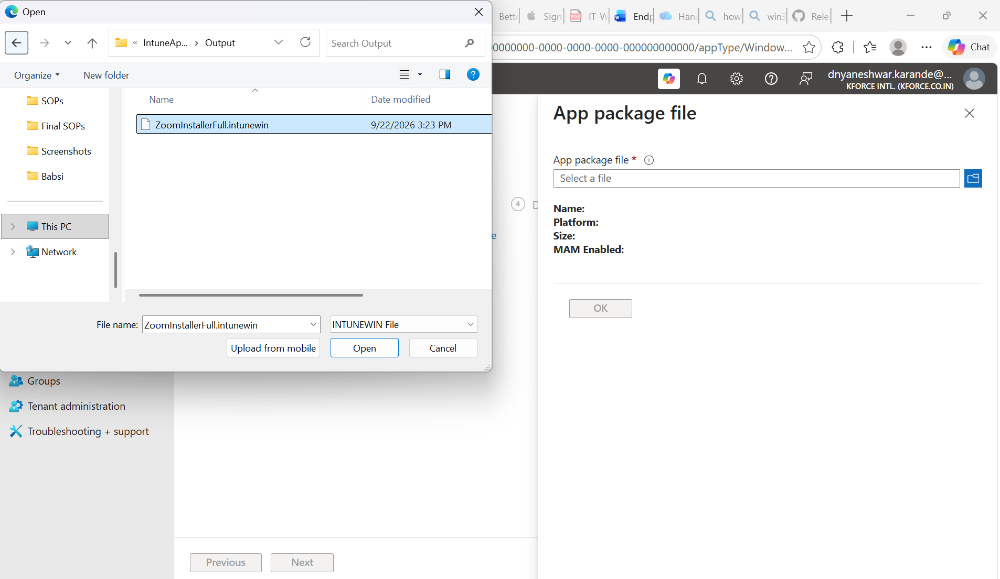 Open
Bette
Sign
IT-W
Endp
Hand
how
win3
Rele
« IntuneAp... > Output
Search Output
0000000-0000-0000-0000-000000000000/appType/Window...
Chat
Organize
New folder
dnyaneshwar.karande@...
KFORCE INTL. (KFORCE.CO.IN)
SOPs
Final SOPs
Screenshots
Babsi
This PC
Network
Name
Date modified
ZoomInstallerFull.intunewin
9/22/2026 3:23 PM
App package file
App package file *
Select a file
4
Name:
Platform:
Size:
MAM Enabled:
OK
File name:
ZoomInstallerFull.intunewin
INTUNEWIN File
Upload from mobile
Open
Cancel
Groups
Tenant administration
Troubleshooting + support
Previous
Next